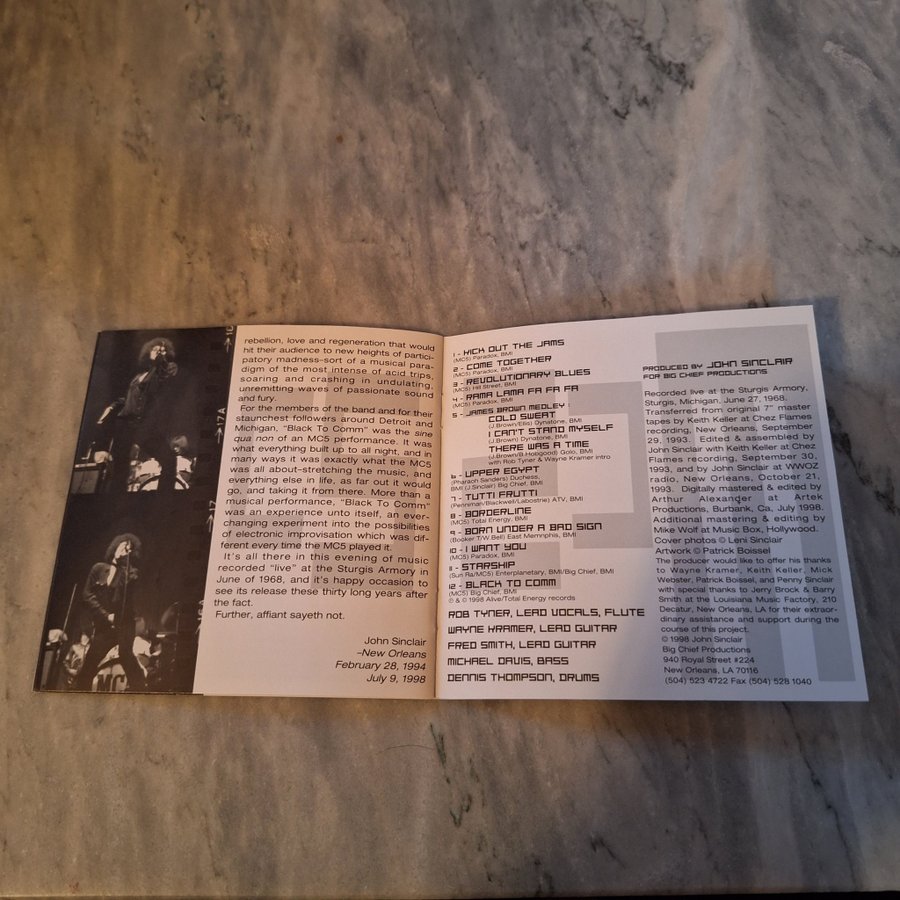 10
17A
17
rebellion, love and regeneration that would
hit their audience to new heights of partici-
patory madness–sort of a musical para-
digm of the most intense of acid trips,
soaring and crashing in undulating,
unremitting waves of passionate sound
and fury.
For the members of the band and for their
staunchest followers around Detroit and
Michigan, "Black To Comm" was the sine
qua non of an MC5 performance. It was
what everything built up to all night, and in
many ways it was exactly what the MC5
was all about–stretching the music, and
everything else in life, as far out it would
go, and taking it from there. More than a
musical performance, "Black To Comm"
was an experience unto itself, an ever-
changing experiment into the possibilities
of electronic improvisation which was dif-
ferent every time the MC5 played it.
It's all there in this evening of music
recorded "live" at the Sturgis Armory in
June of 1968, and it's happy occasion to
see its release these thirty long years after
the fact.
Further, affiant sayeth not.
John Sinclair
–New Orleans
February 28, 1994
July 9, 1998
1 - KICK OUT THE JAMS
(MC5) Paradox, BMI
2 - COME TOGETHER
(MC5) Paradox, BMI
3 - REVOLUTIONARY BLUES
(MC5) Hill Street, BMI
4 - RAMA LAMA FA FA FA
(MC5) Paradox, BMI
5 - JAMES BROWN MEDLEY :
COLD SWEAT
(J.Brown/Ellis) Dynatone, BMI
I CAN'T STAND MYSELF
(J.Brown) Dynatone, BMI
THERE WAS A TIME
(J.Brown/B.Hobgood) Golo, BMI
with Rob Tyner & Wayne Kramer intro
6 - UPPER EGYPT
(Pharoah Sanders) Duchess,
BMI (J.Sinclair) Big Chief, BMI
7 - TUTTI FRUTTI
(Penniman/Blackwell/Labostrie) ATV, BMI
8 - BORDERLINE
(MC5) Total Energy, BMI
9 - BORN UNDER A BAD SIGN
(Booker T/W Bell) East Memnphis, BMI
10 - I WANT YOU
(MC5) Paradox, BMI
11 - STARSHIP
(Sun Ra/MC5) Enterplanetary, BMI/Big Chief, BMI
12 - BLACK TO COMM
(MC5) Big Chief, BMI
℗ & © 1998 Alive/Total Energy records
ROB TYNER, LEAD VOCALS, FLUTE
WAYNE KRAMER, LEAD GUITAR
FRED SMITH, LEAD GUITAR
MICHAEL DAVIS, BASS
DENNIS THOMPSON, DRUMS
PRODUCED BY JOHN SINCLAIR
FOR BIG CHIEF PRODUCTIONS
Recorded live at the Sturgis Armory,
Sturgis, Michigan, June 27, 1968.
Transferred from original 7" master
tapes by Keith Keller at Chez Flames
recording, New Orleans, September
29, 1993. Edited & assembled by
John Sinclair with Keith Keller at Chez
Flames recording, September 30,
1993, and by John Sinclair at WWOZ
radio, New Orleans, October 21,
1993. Digitally mastered & edited by
Arthur Alexander at Artek
Productions, Burbank, Ca, July 1998.
Additional mastering & editing by
Mike Wolf at Music Box, Hollywood.
Cover photos © Leni Sinclair
Artwork © Patrick Boissel
The producer would like to offer his thanks
to Wayne Kramer, Keith Keller, Mick
Webster, Patrick Boissel, and Penny Sinclair
with special thanks to Jerry Brock & Barry
Smith at the Louisiana Music Factory, 210
Decatur, New Orleans, LA for their extraor-
dinary assistance and support during the
course of this project.
© 1998 John Sinclair
Big Chief Productions
940 Royal Street #224
New Orleans, LA 70116
(504) 523 4722 Fax (504) 528 1040